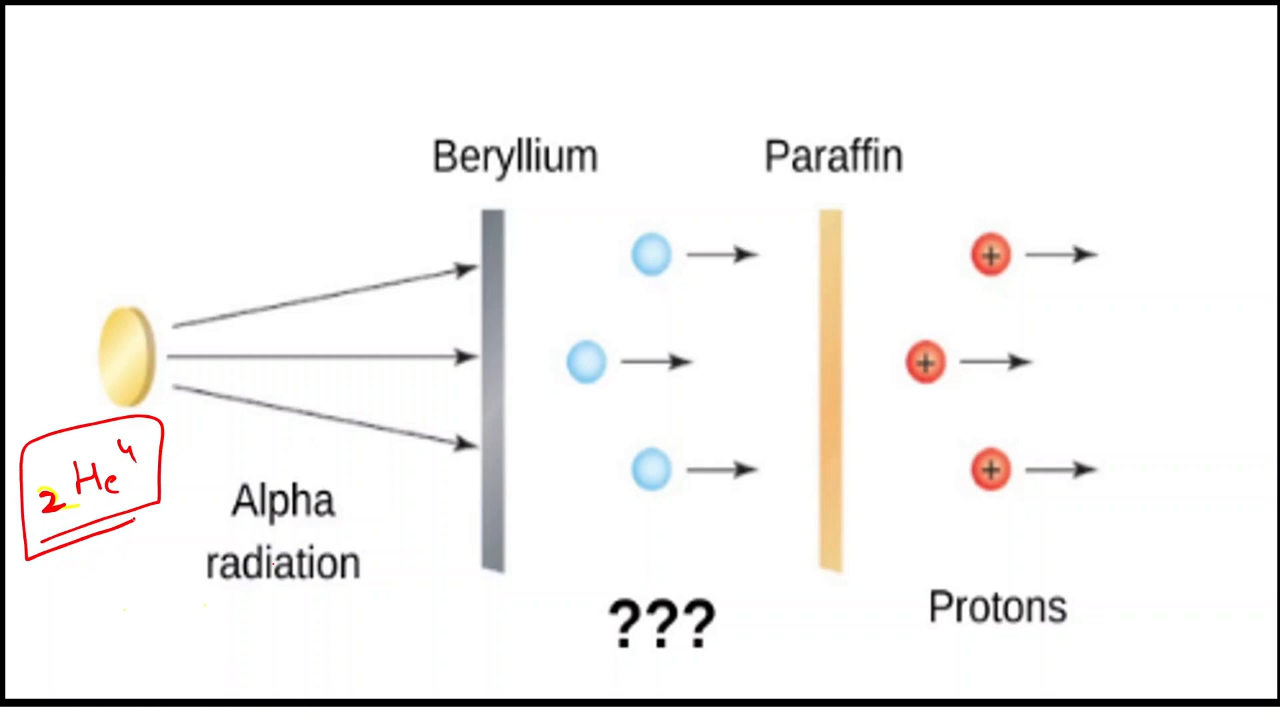 Beryllium
Paraffin
+
+
+
₂He⁴
Alpha
radiation
???
Protons